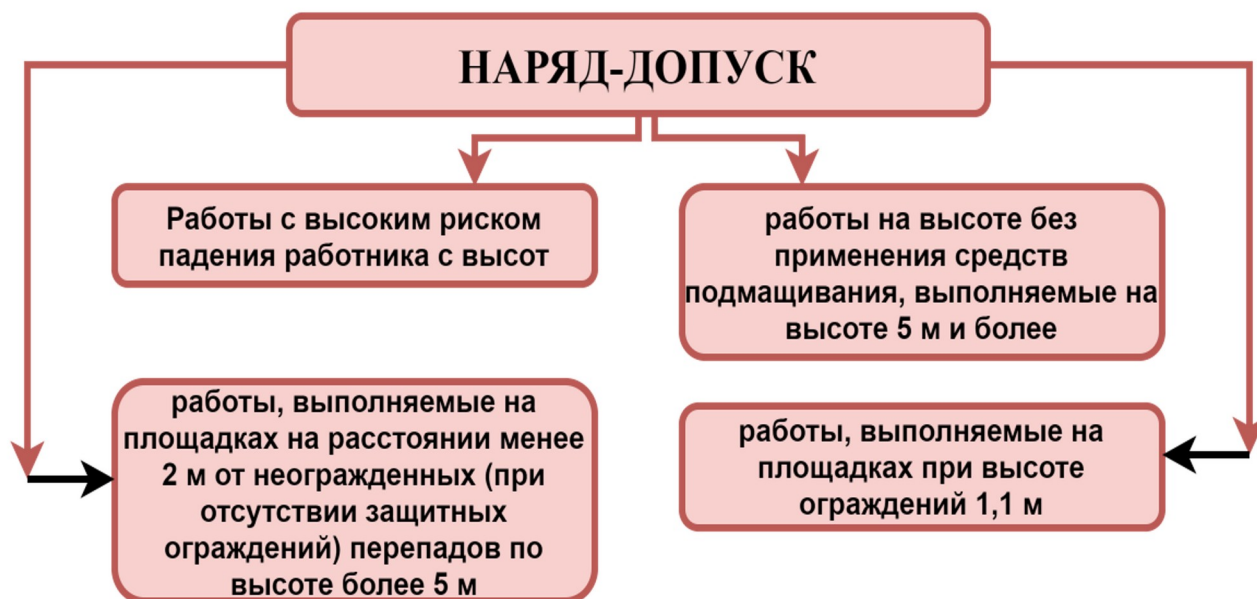 НАРЯД-ДОПУСК
Работы с высоким риском
падения работника с высот
работы на высоте без
применения средств
подмащивания, выполняемые на
высоте 5 м и более
работы, выполняемые на
площадках на расстоянии менее
2 м от неогражденных (при
отсутствии защитных
ограждений) перепадов по
высоте более 5 м
работы, выполняемые на
площадках при высоте
ограждений 1,1 м